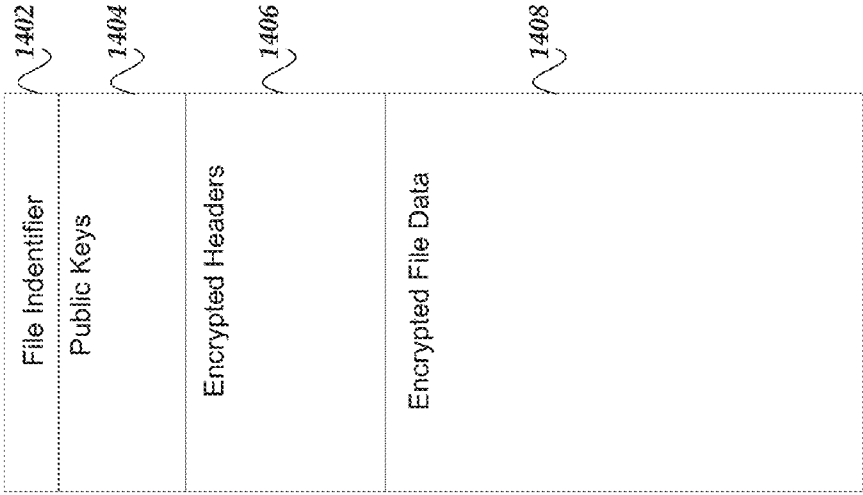 File Indentifier
1402
Public Keys
1404
Encrypted Headers
1406
Encrypted File Data
1408